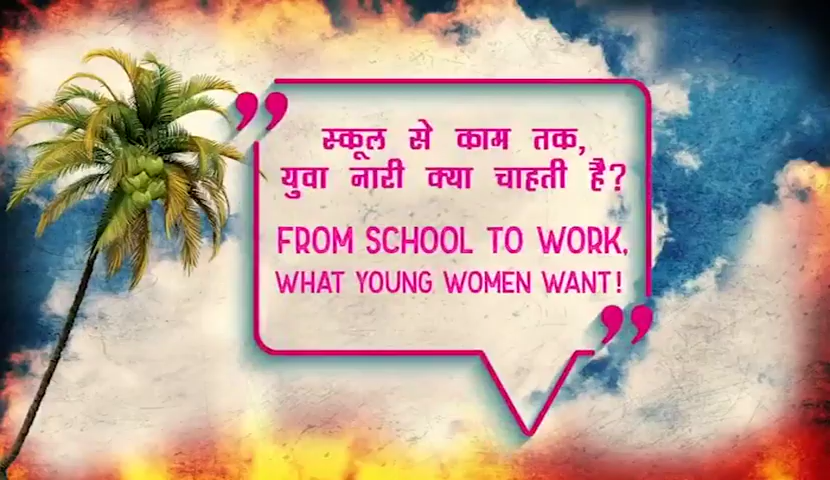 स्कूल से काम तक,
युवा नारी क्या चाहती है?
FROM SCHOOL TO WORK,
WHAT YOUNG WOMEN WANT!